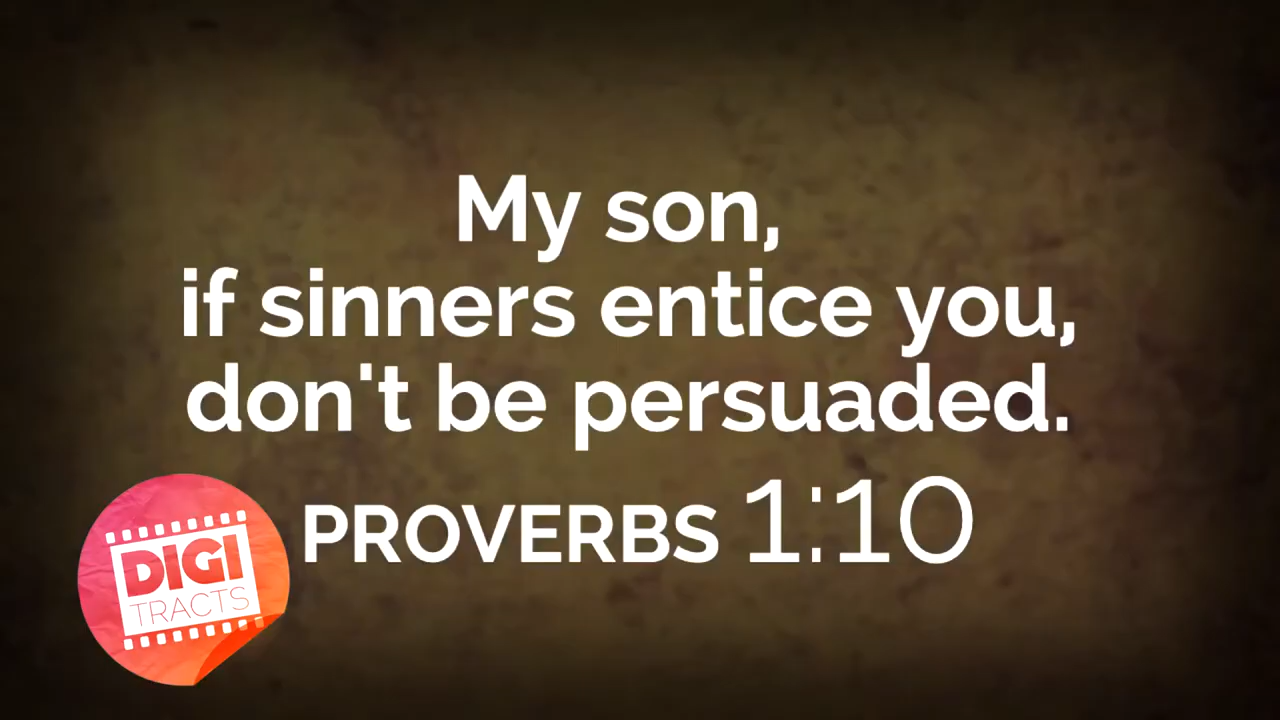 My son,
if sinners entice you,
don't be persuaded.
PROVERBS 1:10
DIGI
TRACTS